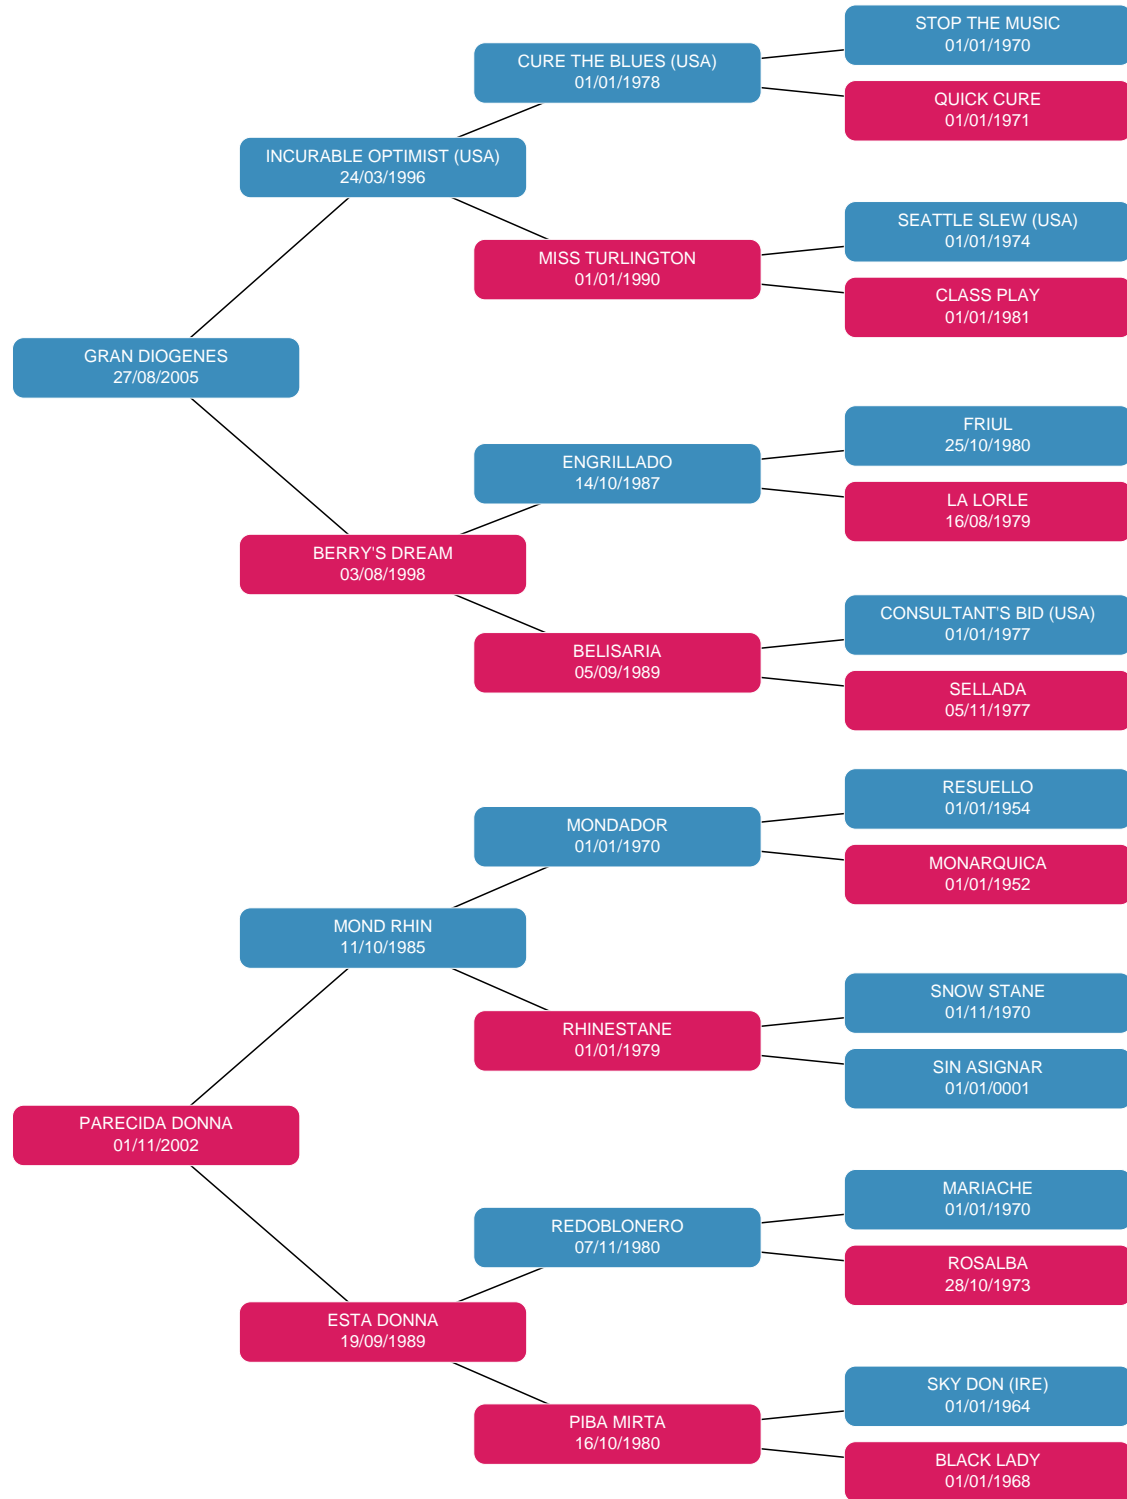 STOP THE MUSIC
01/01/1970
CURE THE BLUES (USA)
01/01/1978
QUICK CURE
01/01/1971
INCURABLE OPTIMIST (USA)
24/03/1996
SEATTLE SLEW (USA)
01/01/1974
MISS TURLINGTON
01/01/1990
CLASS PLAY
01/01/1981
GRAN DIOGENES
27/08/2005
FRIUL
25/10/1980
ENGRILLADO
14/10/1987
LA LORLE
16/08/1979
BERRY'S DREAM
03/08/1998
CONSULTANT'S BID (USA)
01/01/1977
BELISARIA
05/09/1989
SELLADA
05/11/1977
RESUELLO
01/01/1954
MONDADOR
01/01/1970
MONARQUICA
01/01/1952
MOND RHIN
11/10/1985
SNOW STANE
01/11/1970
RHINESTANE
01/01/1979
SIN ASIGNAR
01/01/0001
PARECIDA DONNA
01/11/2002
MARIACHE
01/01/1970
REDOBLONERO
07/11/1980
ROSALBA
28/10/1973
ESTA DONNA
19/09/1989
SKY DON (IRE)
01/01/1964
PIBA MIRTA
16/10/1980
BLACK LADY
01/01/1968